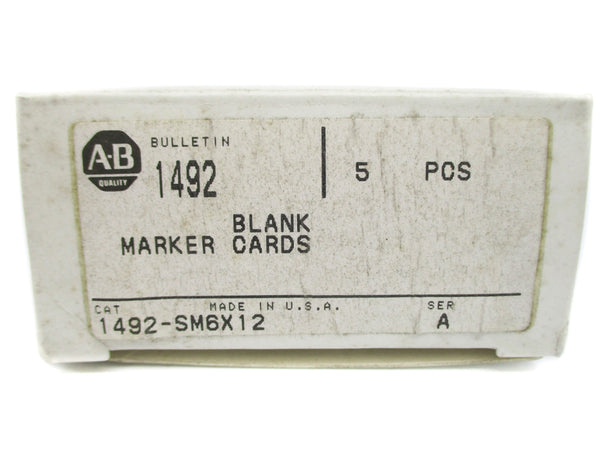 A-B
QUALITY
BULLETIN
1492
5 PCS
BLANK
MARKER CARDS
CAT MADE IN U.S.A. SER
1492-SM6X12 A